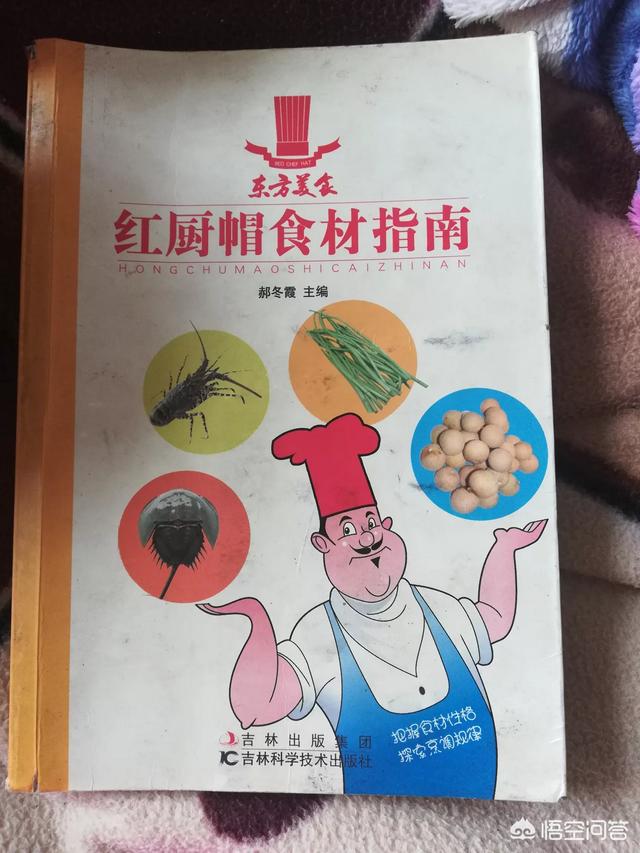 RED CHEF HAT
东方美食
红厨帽食材指南
HONGCHUMAOSHICAIZHINAN
郝冬霞 主编
把握食材性格
探索烹调规律
吉林出版集团
吉林科学技术出版社
悟空问答